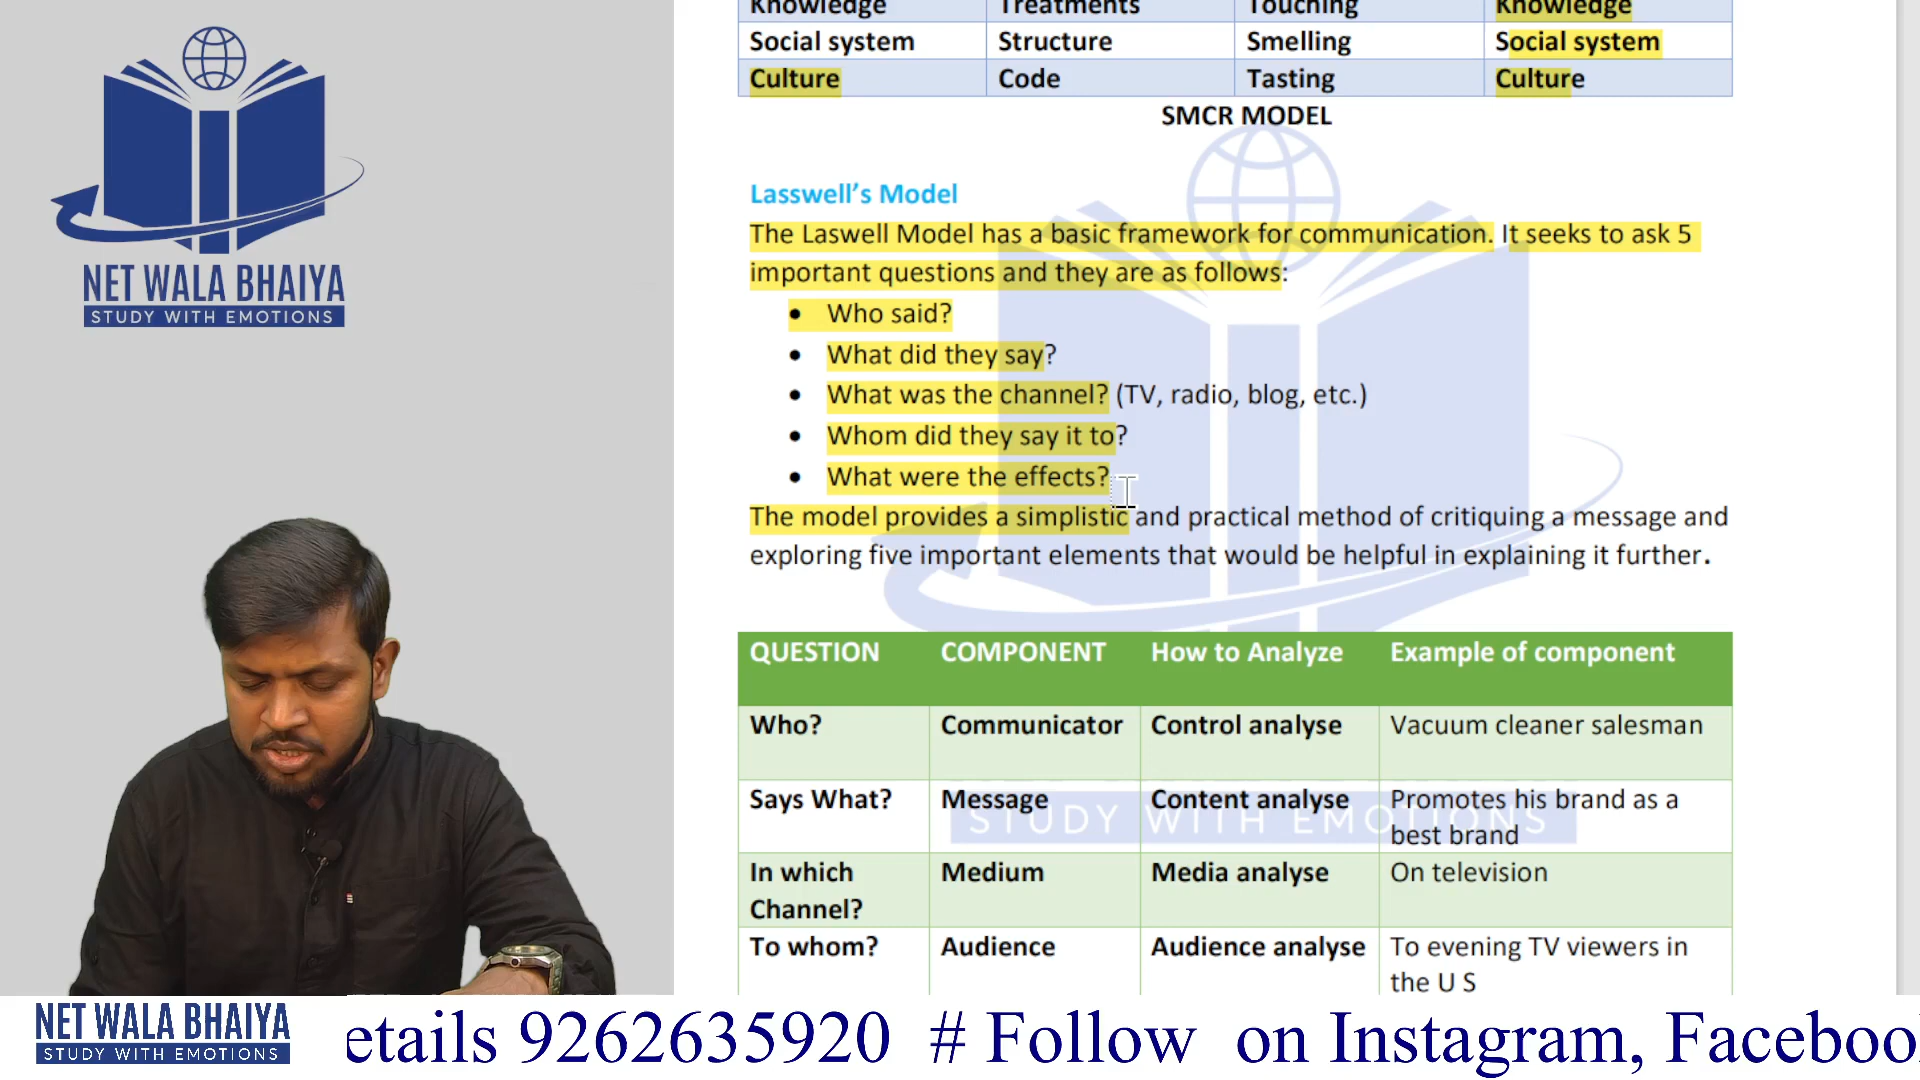 NET WALA BHAIYA
STUDY WITH EMOTIONS
Knowledge Treatments Touching Knowledge
Social system Structure Smelling Social system
Culture Code Tasting Culture
SMCR MODEL
Lasswell’s Model
The Laswell Model has a basic framework for communication. It seeks to ask 5
important questions and they are as follows:
• Who said?
• What did they say?
• What was the channel? (TV, radio, blog, etc.)
• Whom did they say it to?
• What were the effects?
The model provides a simplistic and practical method of critiquing a message and
exploring five important elements that would be helpful in explaining it further.
QUESTION COMPONENT How to Analyze Example of component
Who? Communicator Control analyse Vacuum cleaner salesman
Says What? Message Content analyse Promotes his brand as a
best brand
STUDY WITH EMOTIONS
In which Medium Media analyse On television
Channel?
To whom? Audience Audience analyse To evening TV viewers in
the U S
NET WALA BHAIYA
STUDY WITH EMOTIONS
etails 9262635920 # Follow on Instagram, Faceboo